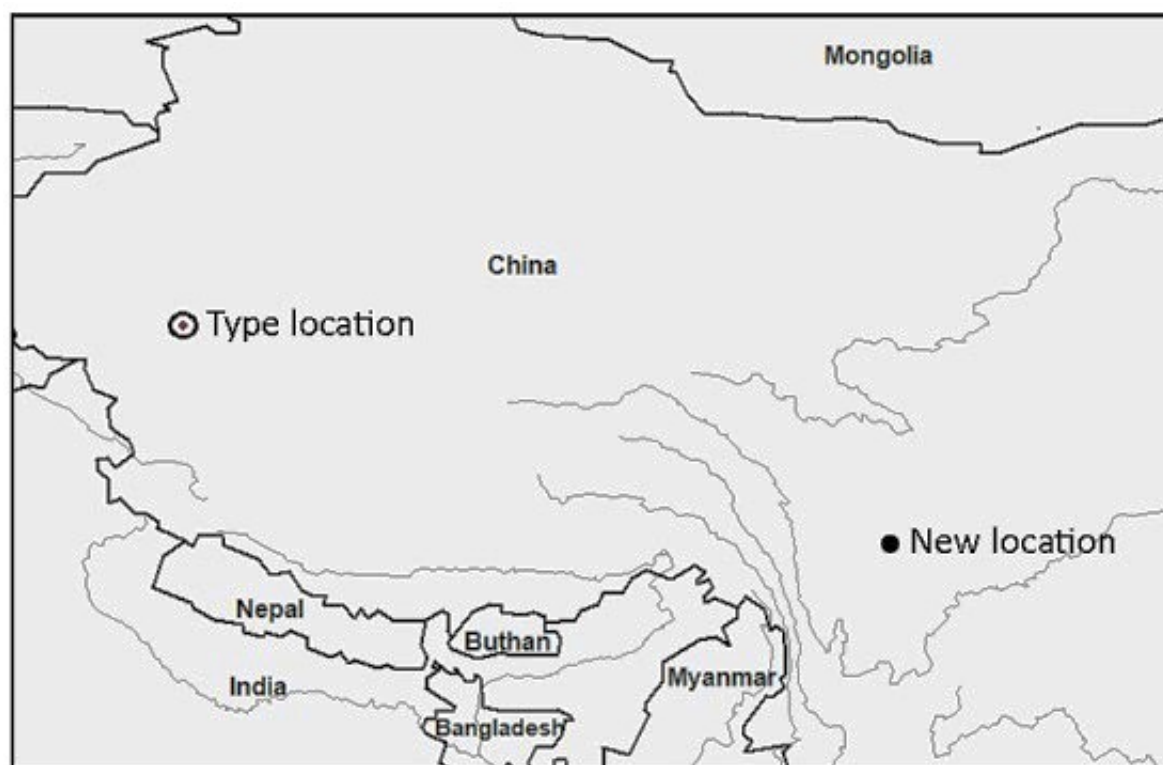 Mongolia
China
Type location
New location
Nepal
Buthan
India
Myanmar
Bangladesh